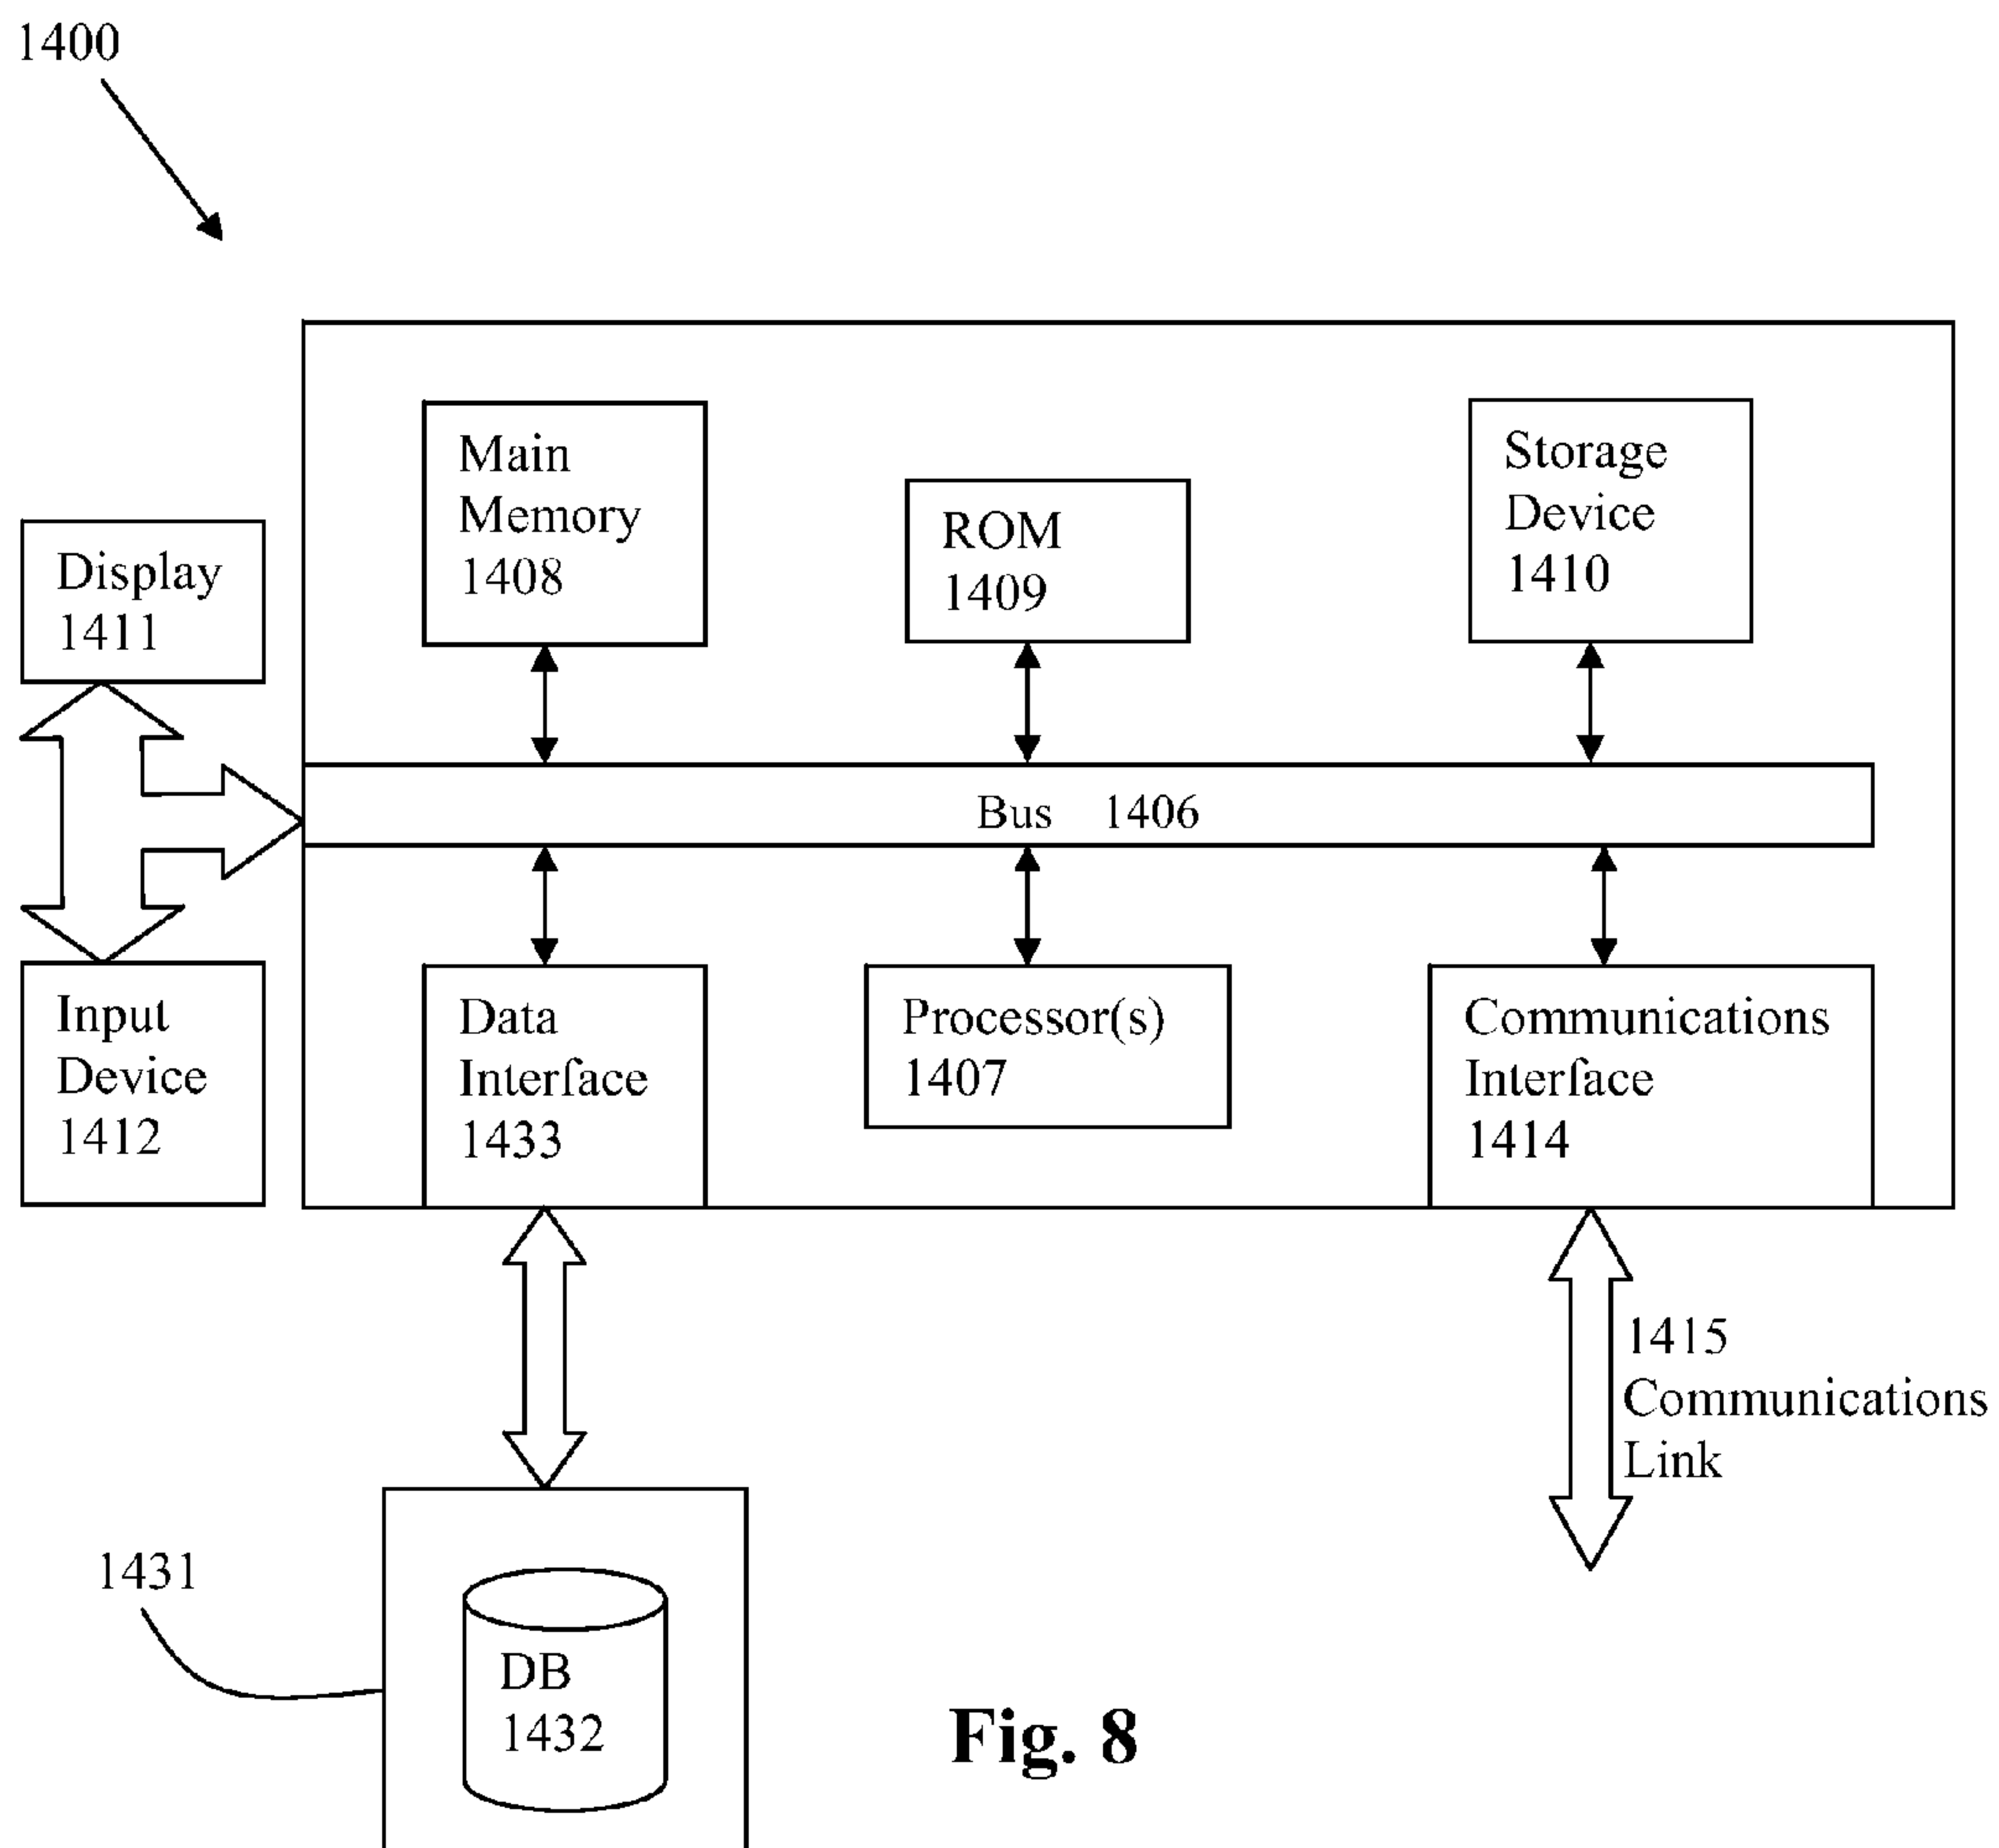 1400
Main
Memory
1408
ROM
1409
Storage
Device
1410
Display
1411
Bus 1406
Input
Device
1412
Data
Interface
1433
Processor(s)
1407
Communications
Interface
1414
1415
Communications
Link
1431
DB
1432
Fig. 8